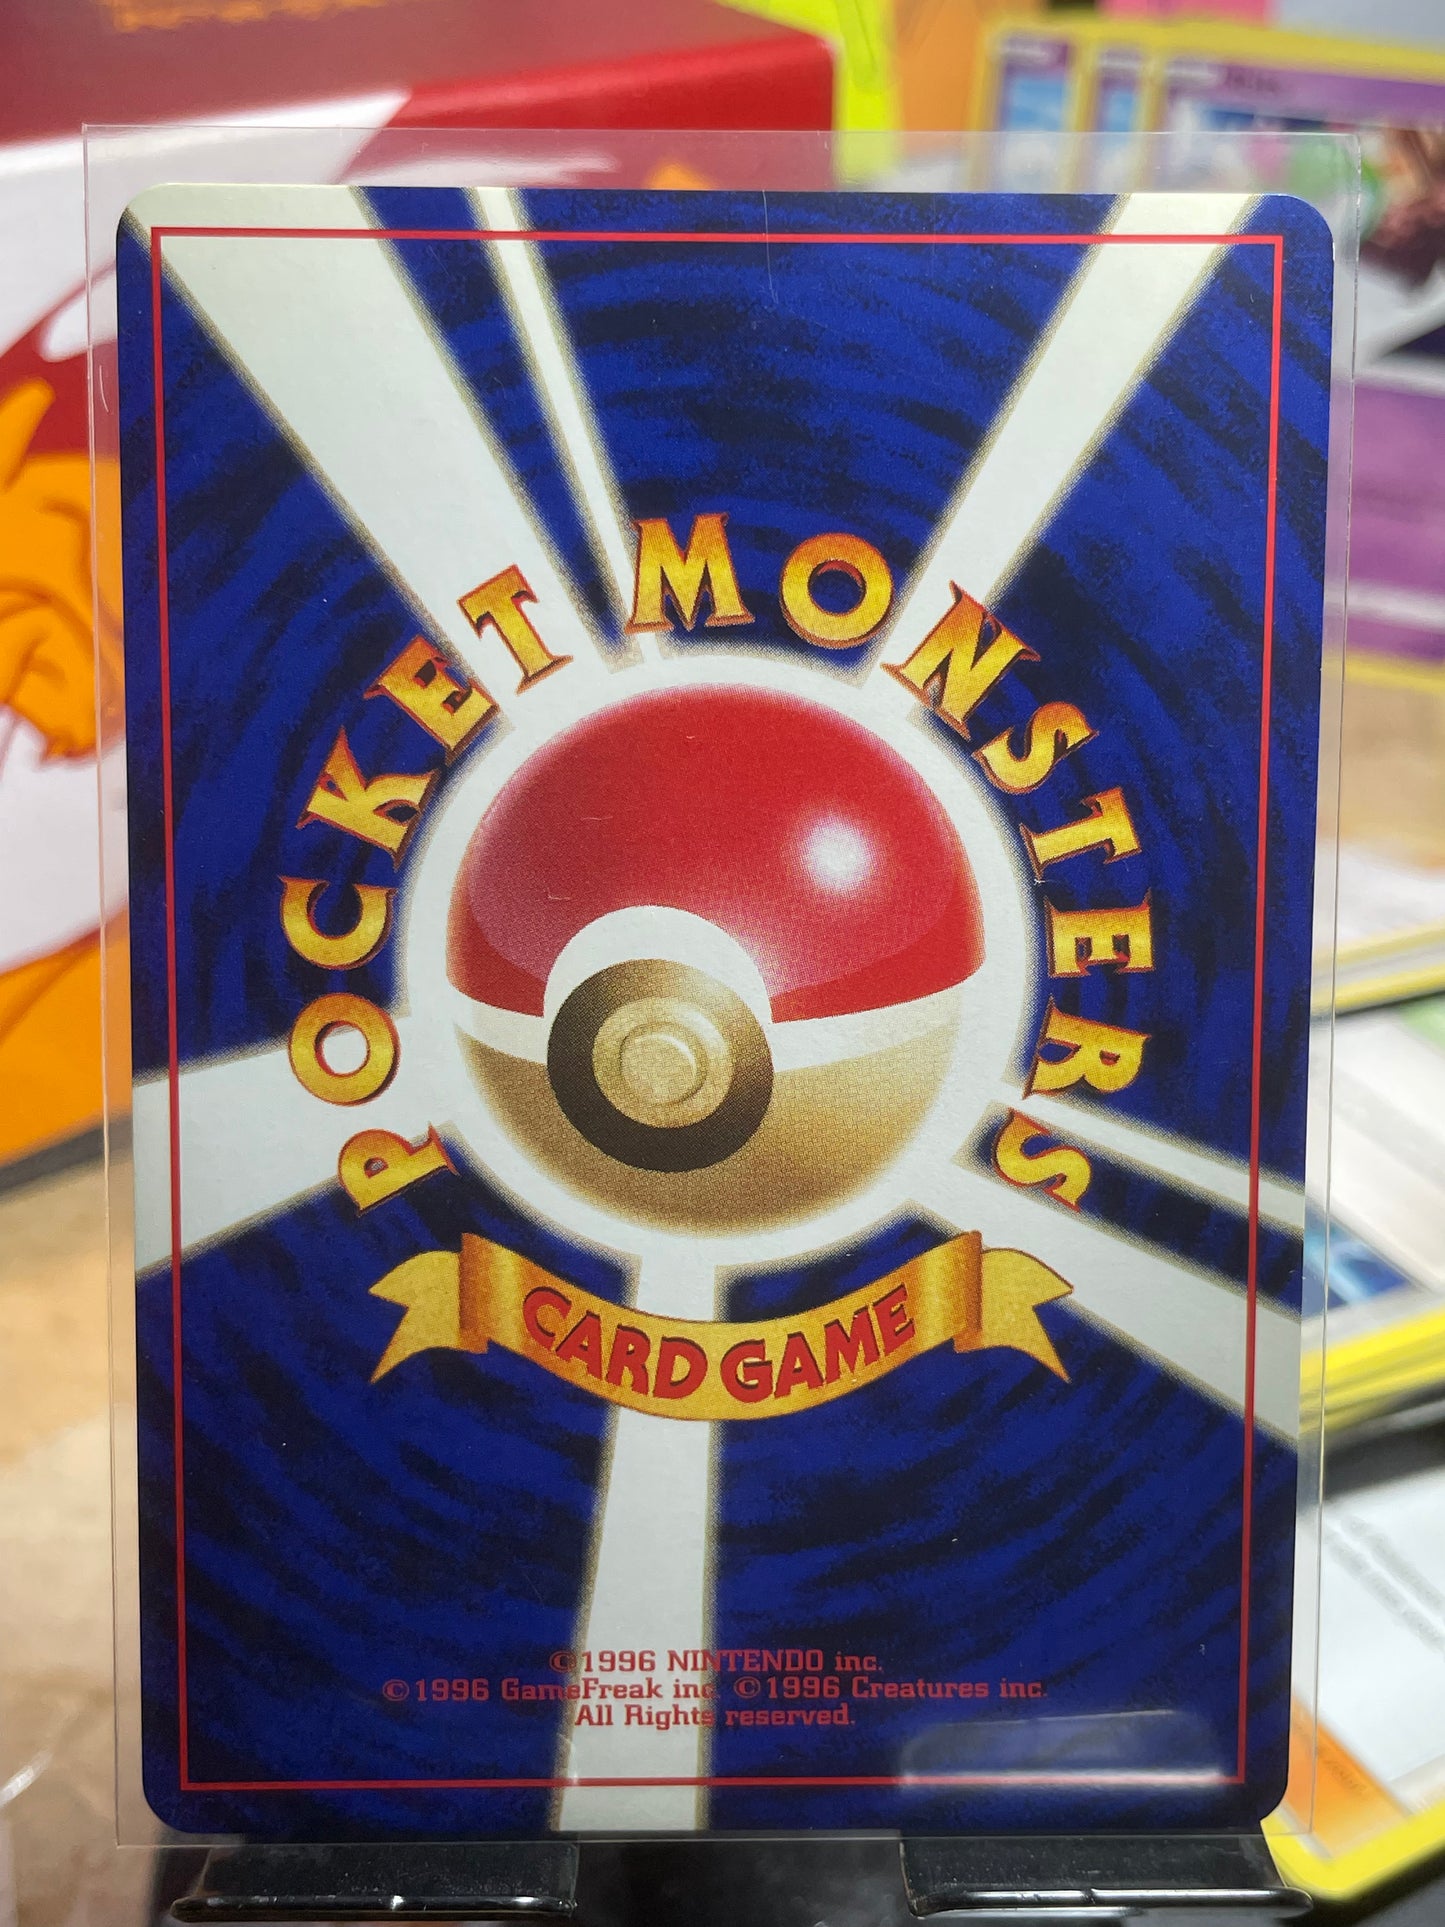 POCKET MONSTERS
CARD GAME
©1996 NINTENDO inc.
©1996 GameFreak inc. ©1996 Creatures inc.
All Rights reserved.